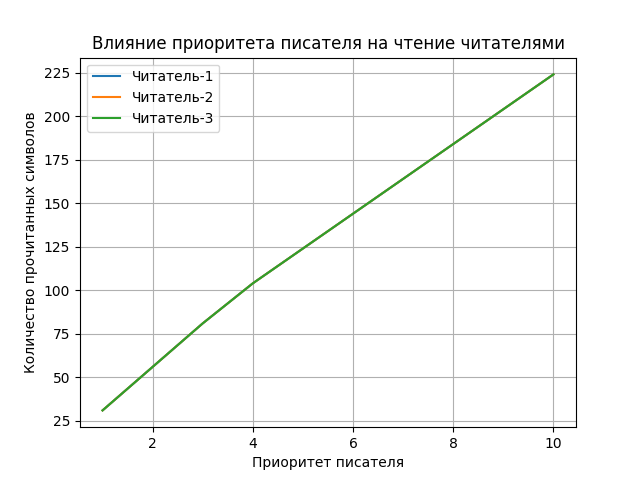 Влияние приоритета писателя на чтение читателями
Читатель-1
Читатель-2
Читатель-3
Количество прочитанных символов
225
200
175
150
125
100
75
50
25
2 4 6 8 10
Приоритет писателя